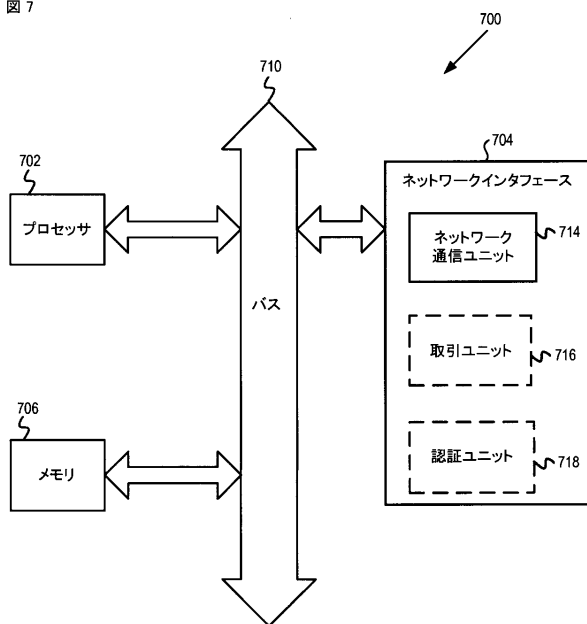 図 7
700
710
702
プロセッサ
704
ネットワークインタフェース
ネットワーク
通信ユニット
714
バス
取引ユニット
716
706
メモリ
認証ユニット
718